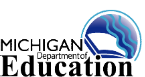 MICHIGAN
Department of
Education